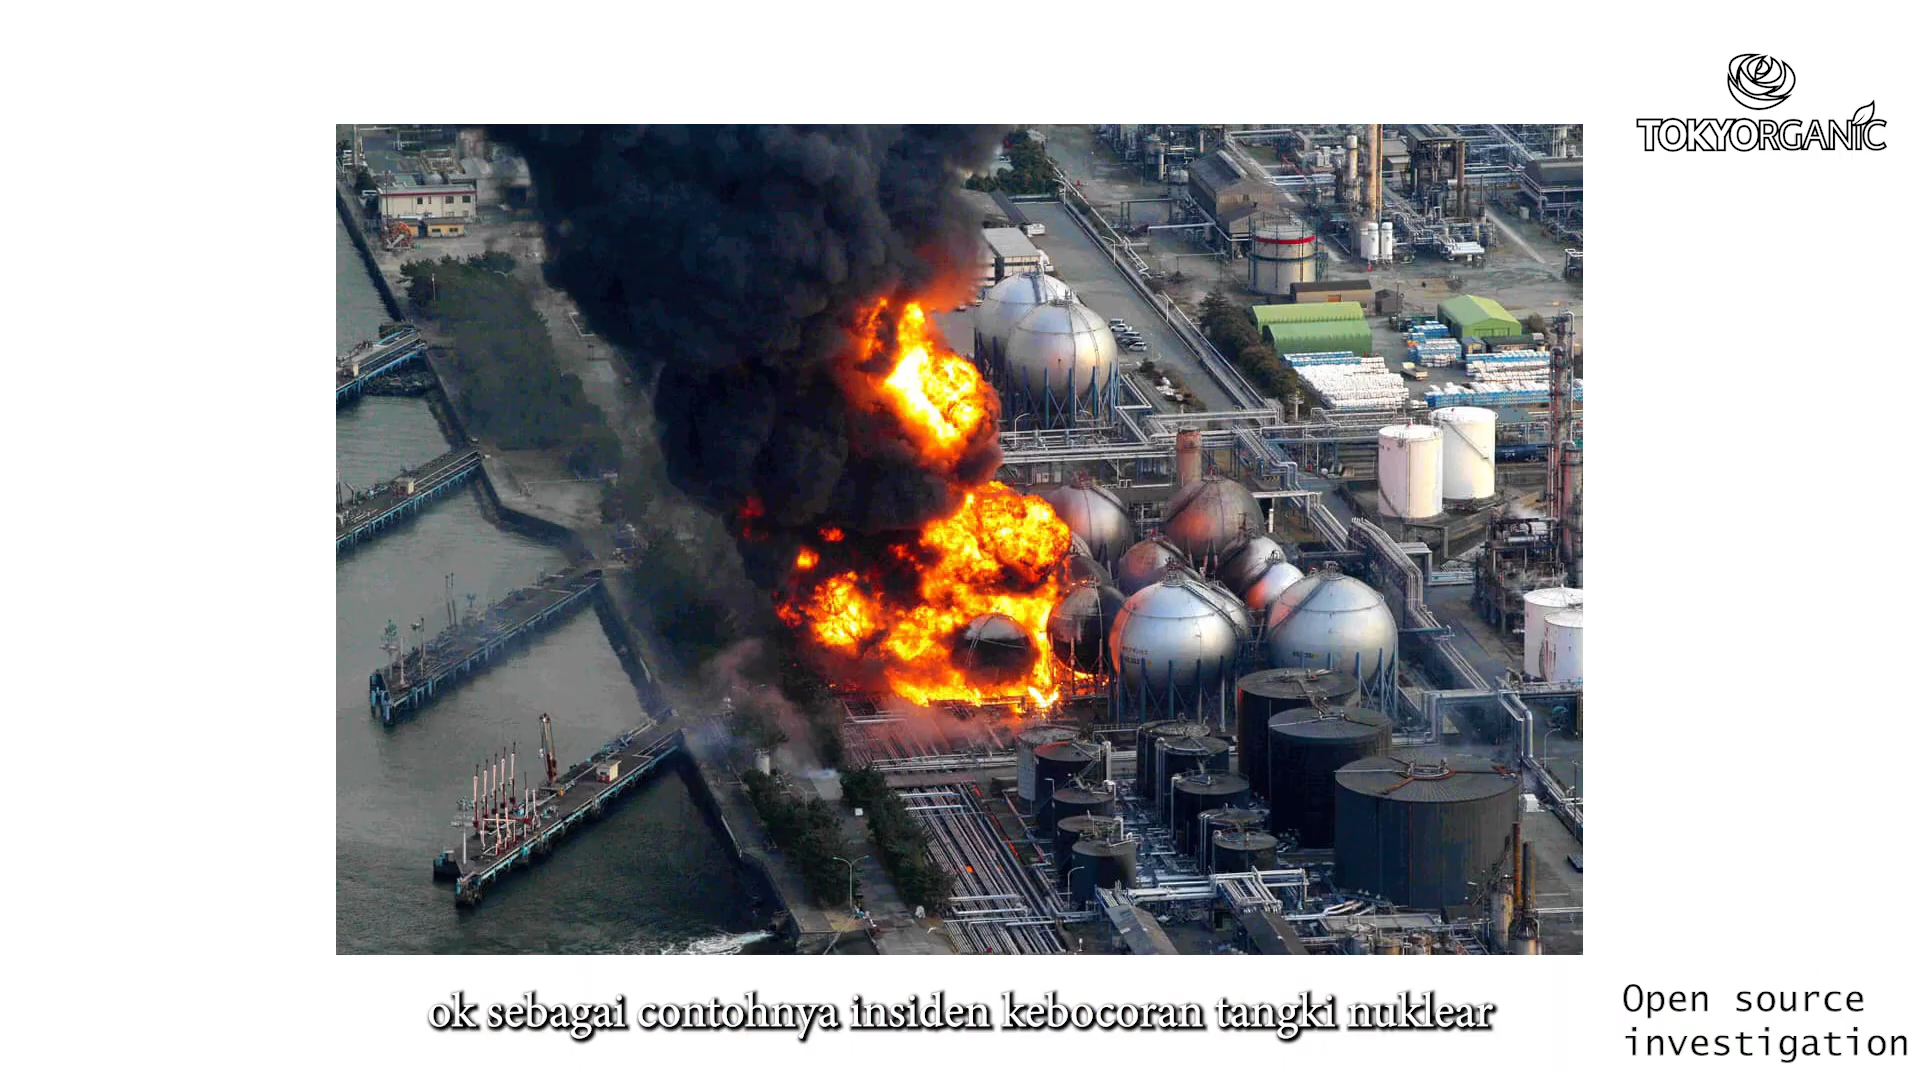 TOKYORGANIC
ok sebagai contohnya insiden kebocoran tangki nuklear
Open source
investigation